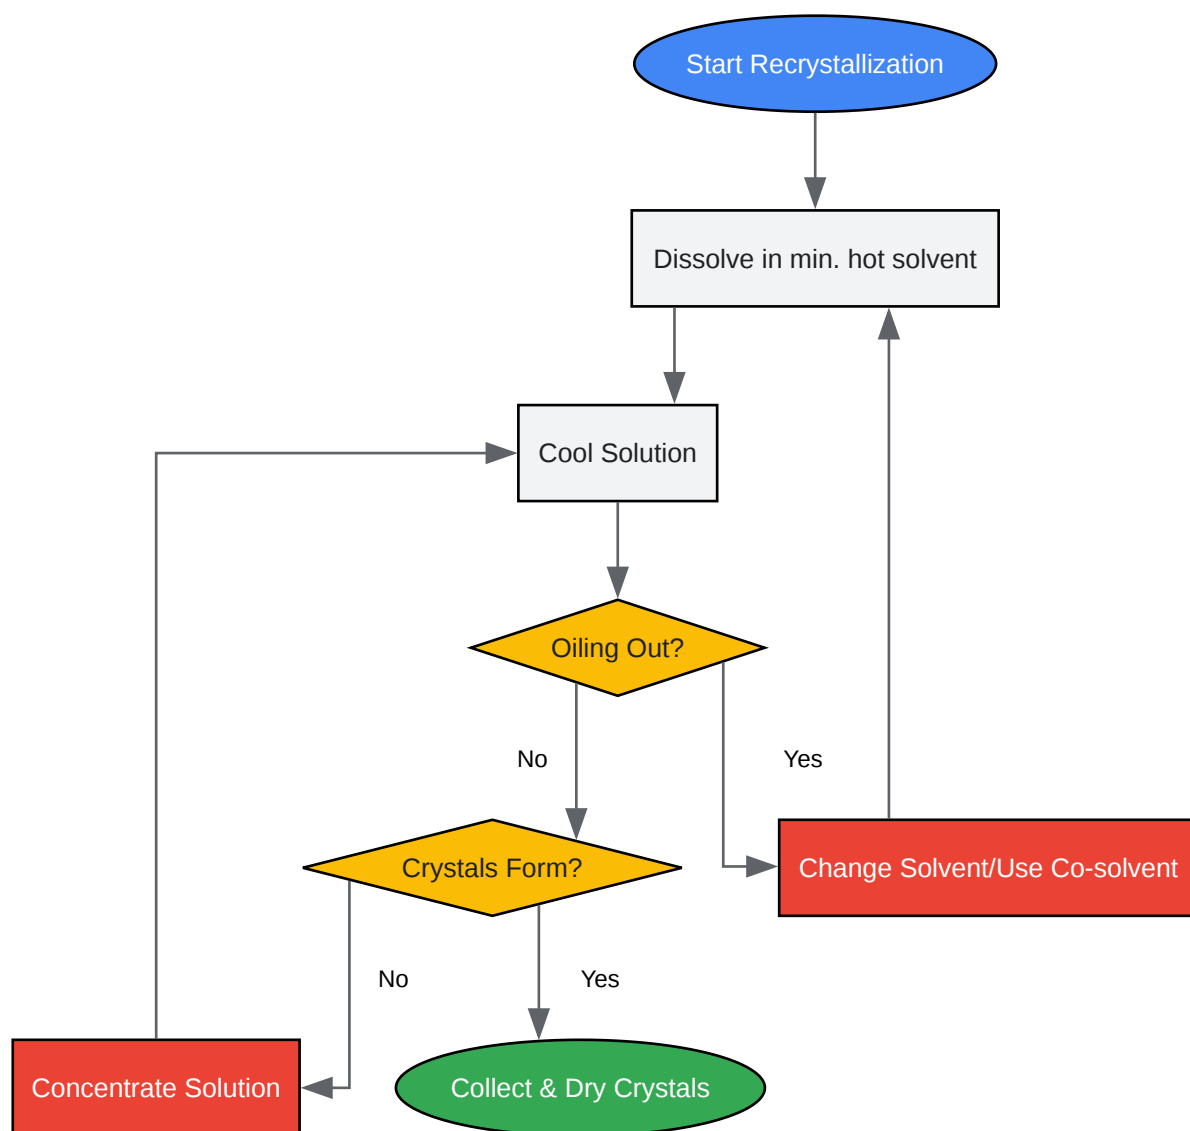 Start Recrystallization
Dissolve in min. hot solvent
Cool Solution
Oiling Out?
No
Yes
Crystals Form?
Change Solvent/Use Co-solvent
No
Yes
Concentrate Solution
Collect & Dry Crystals